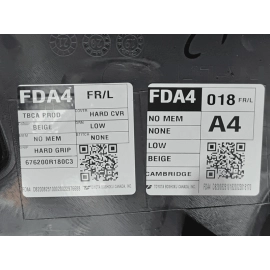 FDA4 FR/L
TBCA PROD HARD CVR
BEIGE LOW
NO MEM NONE
HARD GRIP
676200R180C3
FDA4 018 FR/L
NO MEM A4
NONE
LOW
BEIGE
CAMBRIDGE